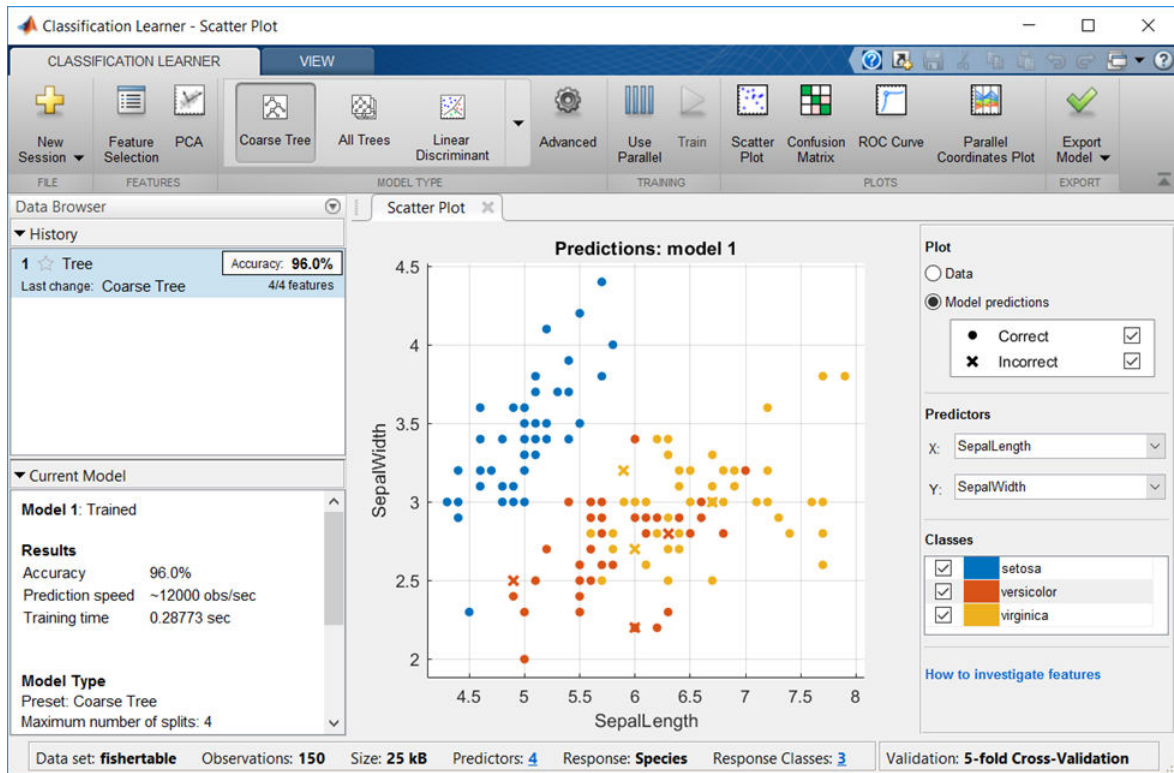 Classification Learner - Scatter Plot
CLASSIFICATION LEARNER VIEW
New Session
Feature Selection
PCA
Coarse Tree
All Trees
Linear Discriminant
Advanced
Use Parallel
Train
Scatter Plot
Confusion Matrix
ROC Curve
Parallel Coordinates Plot
Export Model
FILE FEATURES MODEL TYPE TRAINING PLOTS EXPORT
Data Browser
History
1 Tree Accuracy: 96.0%
Last change: Coarse Tree 4/4 features
Current Model
Model 1: Trained
Results
Accuracy 96.0%
Prediction speed ~12000 obs/sec
Training time 0.28773 sec
Model Type
Preset: Coarse Tree
Maximum number of splits: 4
Scatter Plot
Predictions: model 1
4.5
4
3.5
3
2.5
2
SepalWidth
4.5 5 5.5 6 6.5 7 7.5 8
SepalLength
Plot
Data
Model predictions
Correct
Incorrect
Predictors
X: SepalLength
Y: SepalWidth
Classes
setosa
versicolor
virginica
How to investigate features
Data set: fishertable Observations: 150 Size: 25 kB Predictors: 4 Response: Species Response Classes: 3 Validation: 5-fold Cross-Validation